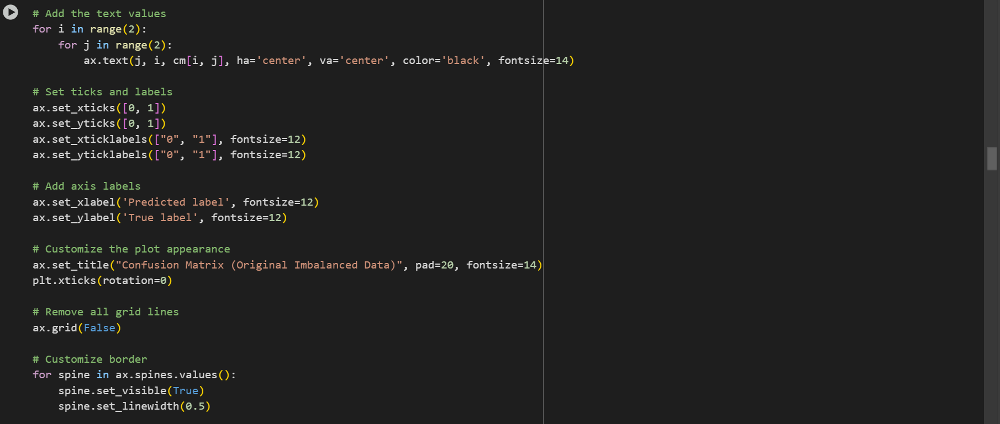 # Add the text values
for i in range(2):
    for j in range(2):
        ax.text(j, i, cm[i, j], ha='center', va='center', color='black', fontsize=14)
# Set ticks and labels
ax.set_xticks([0, 1])
ax.set_yticks([0, 1])
ax.set_xticklabels(["0", "1"], fontsize=12)
ax.set_yticklabels(["0", "1"], fontsize=12)
# Add axis labels
ax.set_xlabel('Predicted label', fontsize=12)
ax.set_ylabel('True label', fontsize=12)
# Customize the plot appearance
ax.set_title("Confusion Matrix (Original Imbalanced Data)", pad=20, fontsize=14)
plt.xticks(rotation=0)
# Remove all grid lines
ax.grid(False)
# Customize border
for spine in ax.spines.values():
    spine.set_visible(True)
    spine.set_linewidth(0.5)